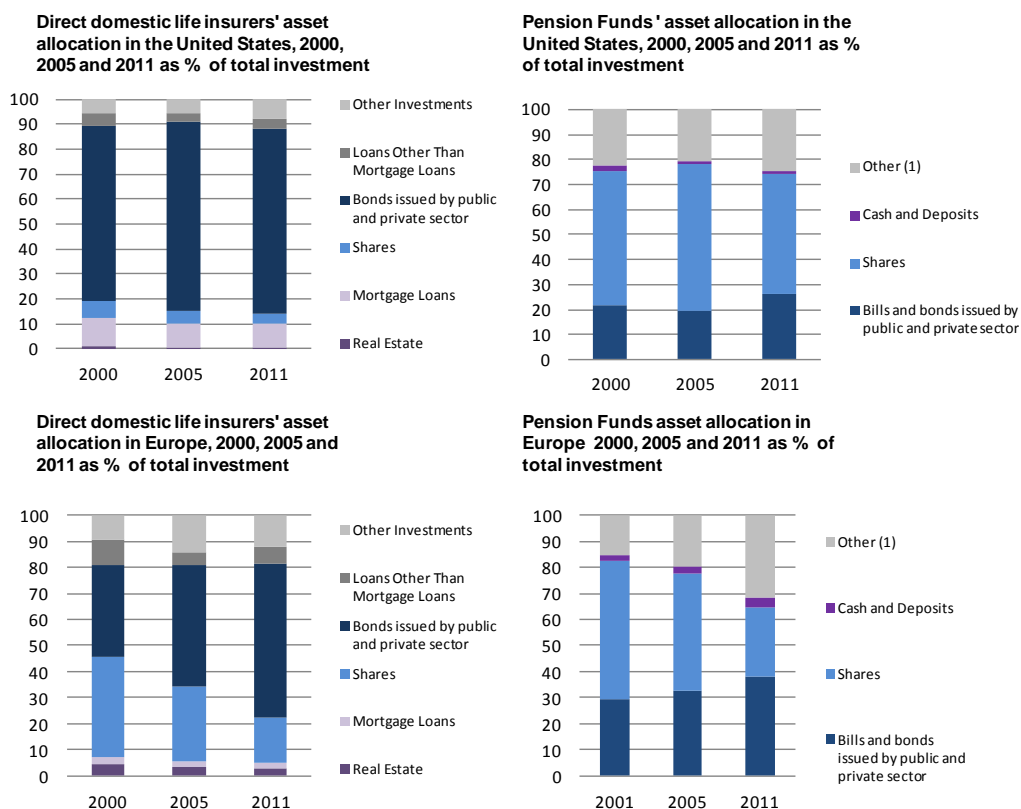 Direct domestic life insurers' asset
allocation in the United States, 2000,
2005 and 2011 as % of total investment
100
90
80
70
60
50
40
30
20
10
0
2000
2005
2011
Other Investments
Loans Other Than
Mortgage Loans
Bonds issued by public
and private sector
Shares
Mortgage Loans
Real Estate
Pension Funds ' asset allocation in the
United States, 2000, 2005 and 2011 as %
of total investment
100
90
80
70
60
50
40
30
20
10
0
2000
2005
2011
Other (1)
Cash and Deposits
Shares
Bills and bonds issued by
public and private sector
Direct domestic life insurers' asset
allocation in Europe, 2000, 2005 and
2011 as % of total investment
100
90
80
70
60
50
40
30
20
10
0
2000
2005
2011
Other Investments
Loans Other Than
Mortgage Loans
Bonds issued by public
and private sector
Shares
Mortgage Loans
Real Estate
Pension Funds asset allocation in
Europe 2000, 2005 and 2011 as % of
total investment
100
90
80
70
60
50
40
30
20
10
0
2001
2005
2011
Other (1)
Cash and Deposits
Shares
Bills and bonds
issued by public and
private sector